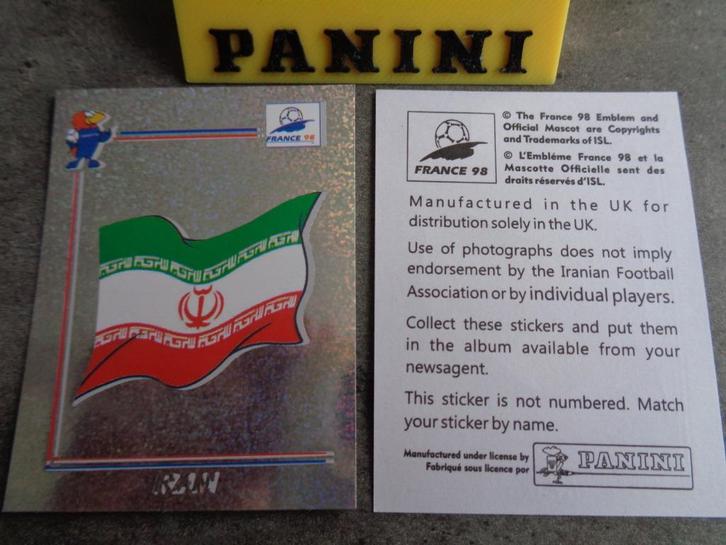 PANINI
FRANCE 98
IRAN
FRANCE 98
© The France 98 Emblem and
Official Mascot are Copyrights
and Trademarks of ISL.
© L'Embléme France 98 et la
Mascotte Officielle sont des
droits réservés d'ISL.
Manufactured in the UK for
distribution solely in the UK.
Use of photographs does not imply
endorsement by the Iranian Football
Association or by individual players.
Collect these stickers and put them
in the album available from your
newsagent.
This sticker is not numbered. Match
your sticker by name.
Manufactured under license by
Fabriqué sous licence por
PANINI